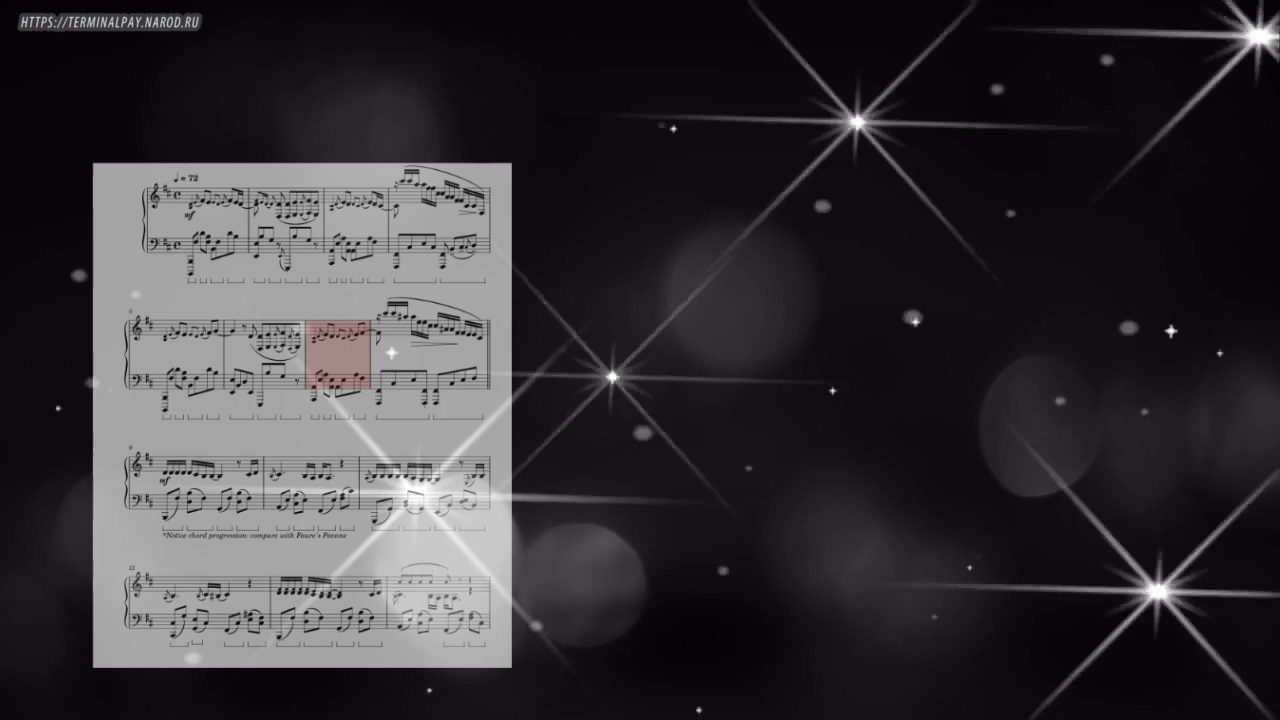 HTTPS://TERMINALPAY.NAROD.RU
♩ = 72
mf
5
9
mf
*Notice chord progression: compare with Faure's Pavane
12